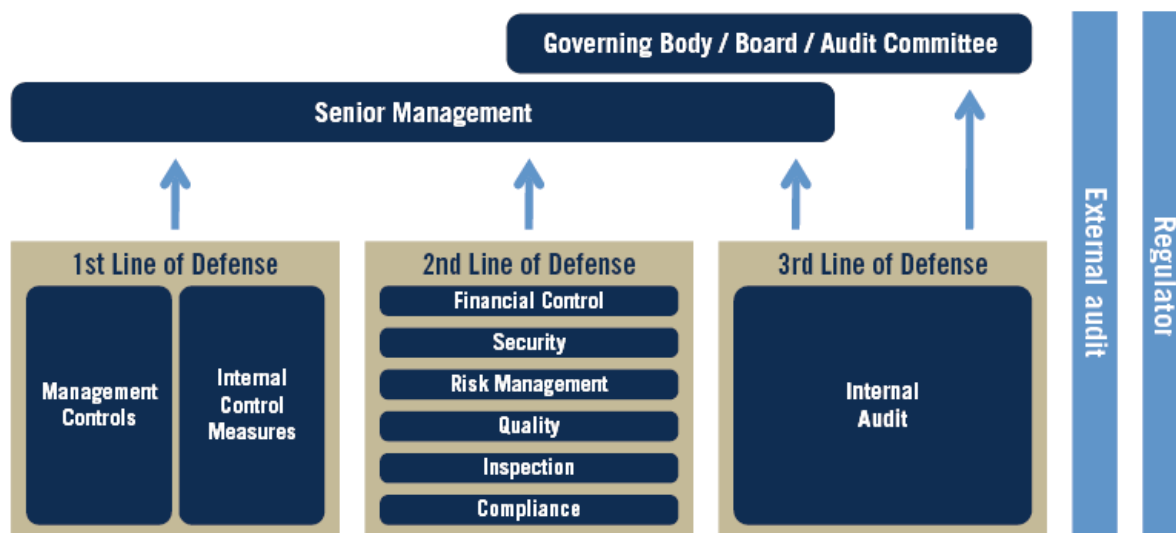 Governing Body / Board / Audit Committee
Senior Management
1st Line of Defense
Management
Controls
Internal
Control
Measures
2nd Line of Defense
Financial Control
Security
Risk Management
Quality
Inspection
Compliance
3rd Line of Defense
Internal
Audit
External audit
Regulator